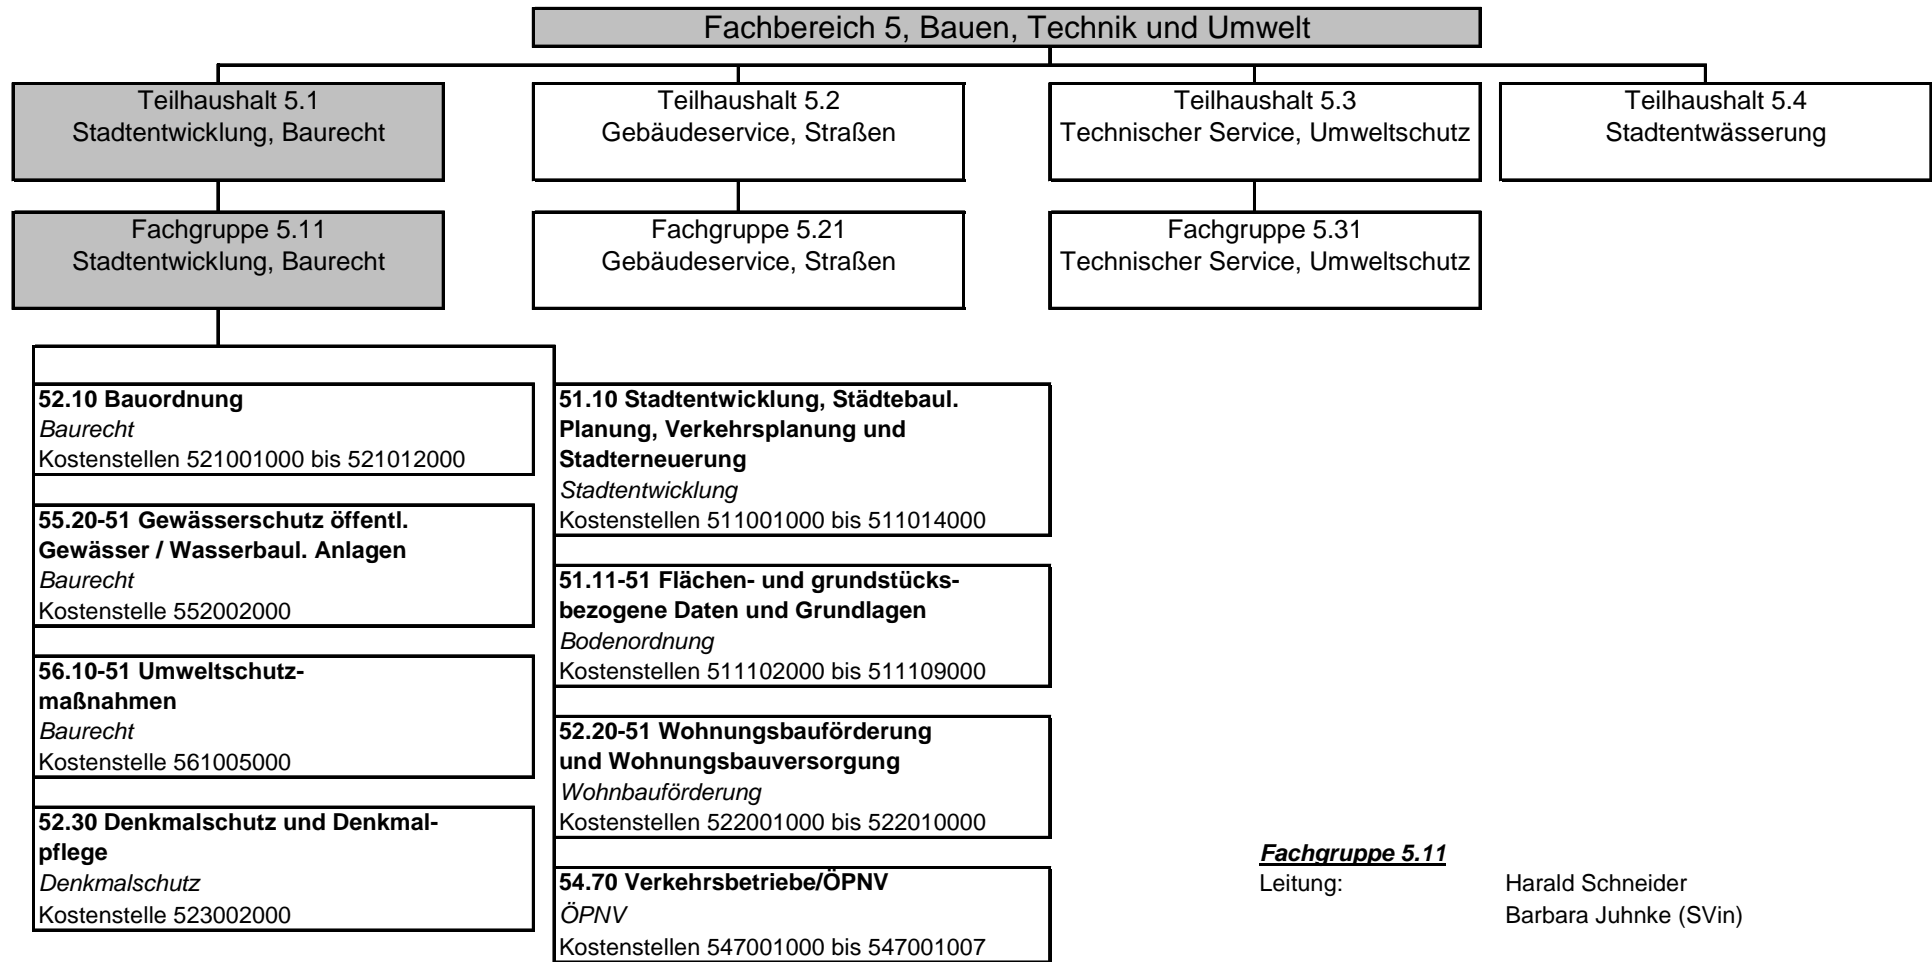 Fachbereich 5, Bauen, Technik und Umwelt
Teilhaushalt 5.1
Stadtentwicklung, Baurecht
Teilhaushalt 5.2
Gebäudeservice, Straßen
Teilhaushalt 5.3
Technischer Service, Umweltschutz
Teilhaushalt 5.4
Stadtentwässerung
Fachgruppe 5.11
Stadtentwicklung, Baurecht
Fachgruppe 5.21
Gebäudeservice, Straßen
Fachgruppe 5.31
Technischer Service, Umweltschutz
52.10 Bauordnung
Baurecht
Kostenstellen 521001000 bis 521012000
55.20-51 Gewässerschutz öffentl.
Gewässer / Wasserbaul. Anlagen
Baurecht
Kostenstelle 552002000
56.10-51 Umweltschutz-
maßnahmen
Baurecht
Kostenstelle 561005000
52.30 Denkmalschutz und Denkmal-
pflege
Denkmalschutz
Kostenstelle 523002000
51.10 Stadtentwicklung, Städtebaul.
Planung, Verkehrsplanung und
Stadterneuerung
Stadtentwicklung
Kostenstellen 511001000 bis 511014000
51.11-51 Flächen- und grundstücks-
bezogene Daten und Grundlagen
Bodenordnung
Kostenstellen 511102000 bis 511109000
52.20-51 Wohnungsbauförderung
und Wohnungsbauversorgung
Wohnbauförderung
Kostenstellen 522001000 bis 522010000
54.70 Verkehrsbetriebe/ÖPNV
ÖPNV
Kostenstellen 547001000 bis 547001007
Fachgruppe 5.11
Leitung: Harald Schneider
Barbara Juhnke (SVin)